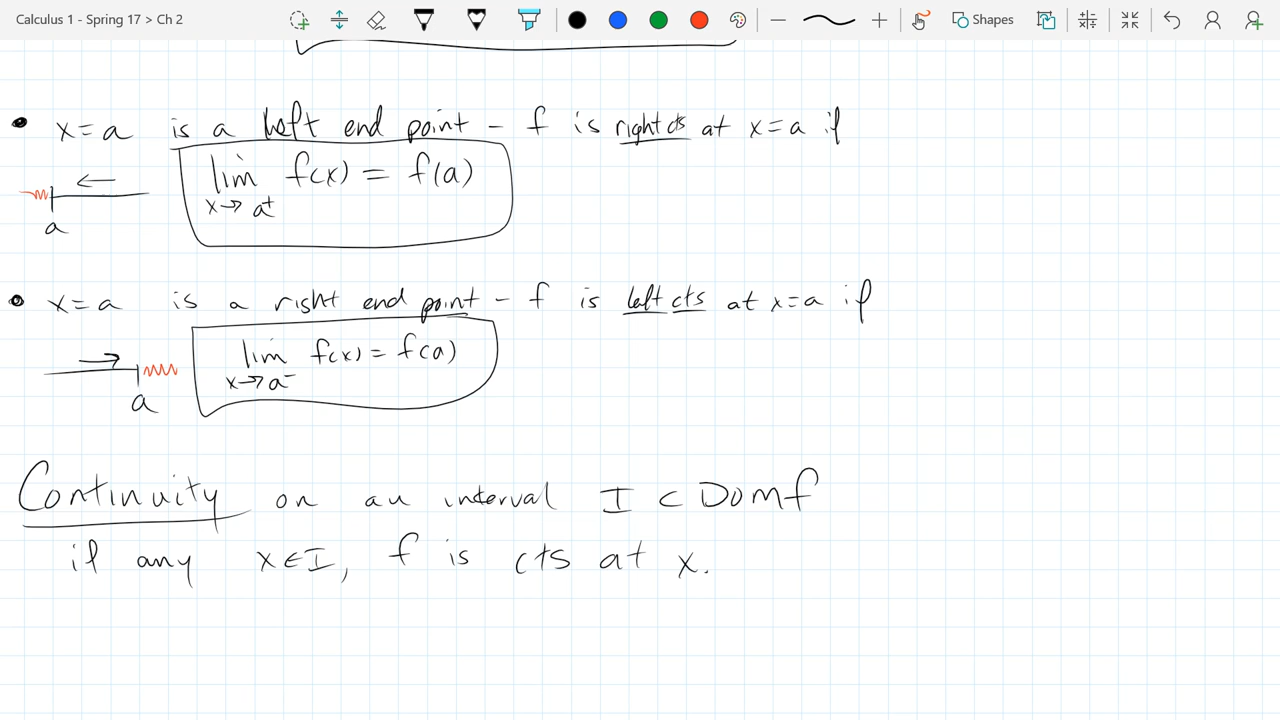 Calculus 1 - Spring 17 > Ch 2
Shapes
• x = a is a left end point - f is right cts at x = a if
lim f(x) = f(a)
x → a⁺
a
• x = a is a right end point - f is left cts at x = a if
lim f(x) = f(a)
x → a⁻
a
Continuity on an interval I ⊂ Domf
if any x ∈ I, f is cts at x.